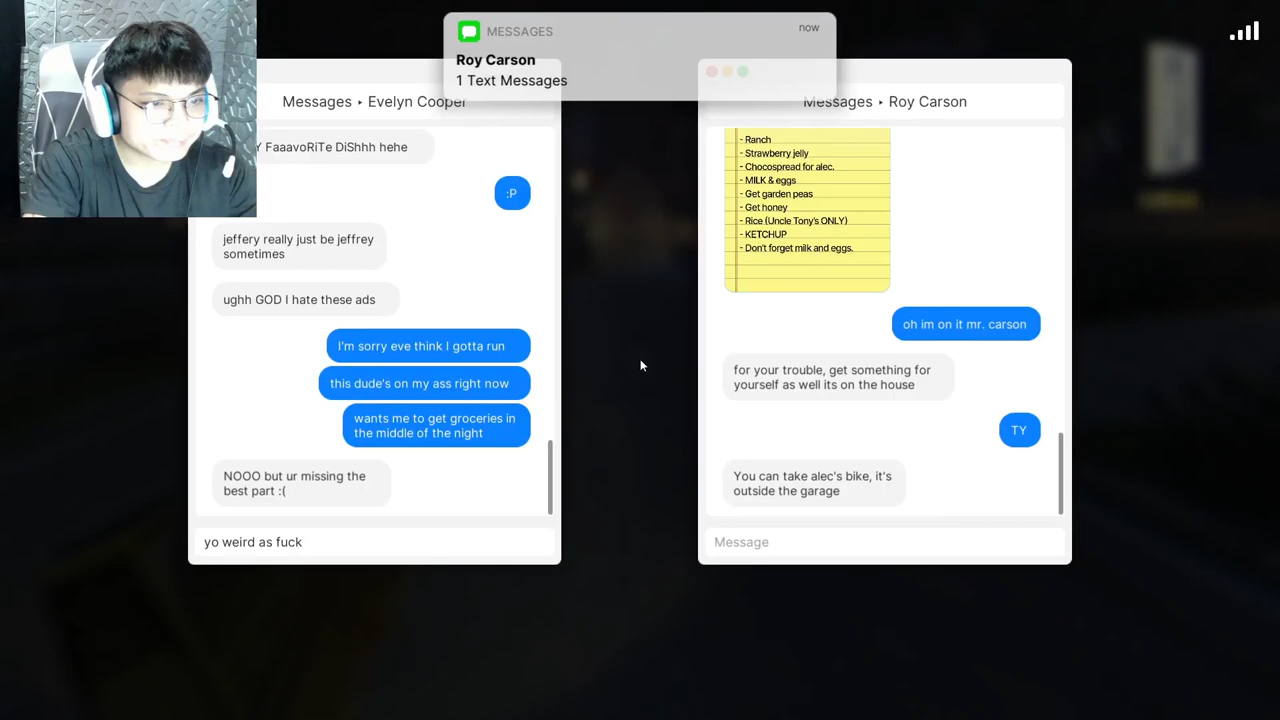 MESSAGES
now
Roy Carson
1 Text Messages
Messages ▸ Evelyn Cooper
Y FaaavoRiTe DiShhh hehe
:P
jeffery really just be jeffrey
sometimes
ughh GOD I hate these ads
I'm sorry eve think I gotta run
this dude's on my ass right now
wants me to get groceries in
the middle of the night
NOOO but ur missing the
best part :(
yo weird as fuck
Messages ▸ Roy Carson
- Ranch
- Strawberry jelly
- Chocospread for alec.
- MILK & eggs
- Get garden peas
- Get honey
- Rice (Uncle Tony's ONLY)
- KETCHUP
- Don't forget milk and eggs.
oh im on it mr. carson
for your trouble, get something for
yourself as well its on the house
TY
You can take alec's bike, it's
outside the garage
Message